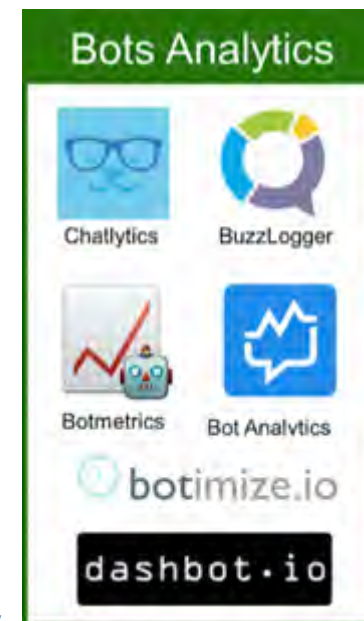 Bots Analytics
Chatlytics BuzzLogger
Botmetrics Bot Analytics
botimize.io
dashbot.io